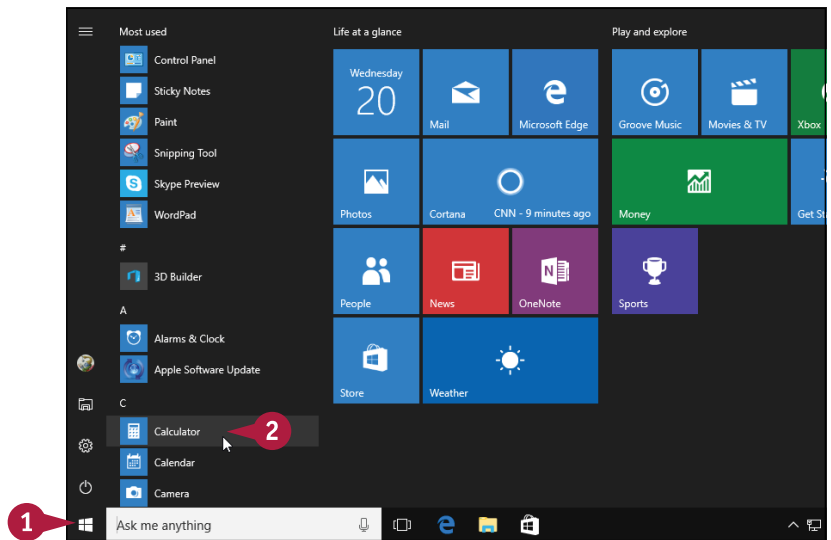 Most used
Control Panel
Sticky Notes
Paint
Snipping Tool
Skype Preview
WordPad
#
3D Builder
A
Alarms & Clock
Apple Software Update
C
Calculator
2
Calendar
Camera
Life at a glance
Wednesday
20
Mail
Microsoft Edge
Photos
Cortana
CNN - 9 minutes ago
People
News
OneNote
Store
Weather
Play and explore
Groove Music
Movies & TV
Xbox
Money
Get St
Sports
1
Ask me anything